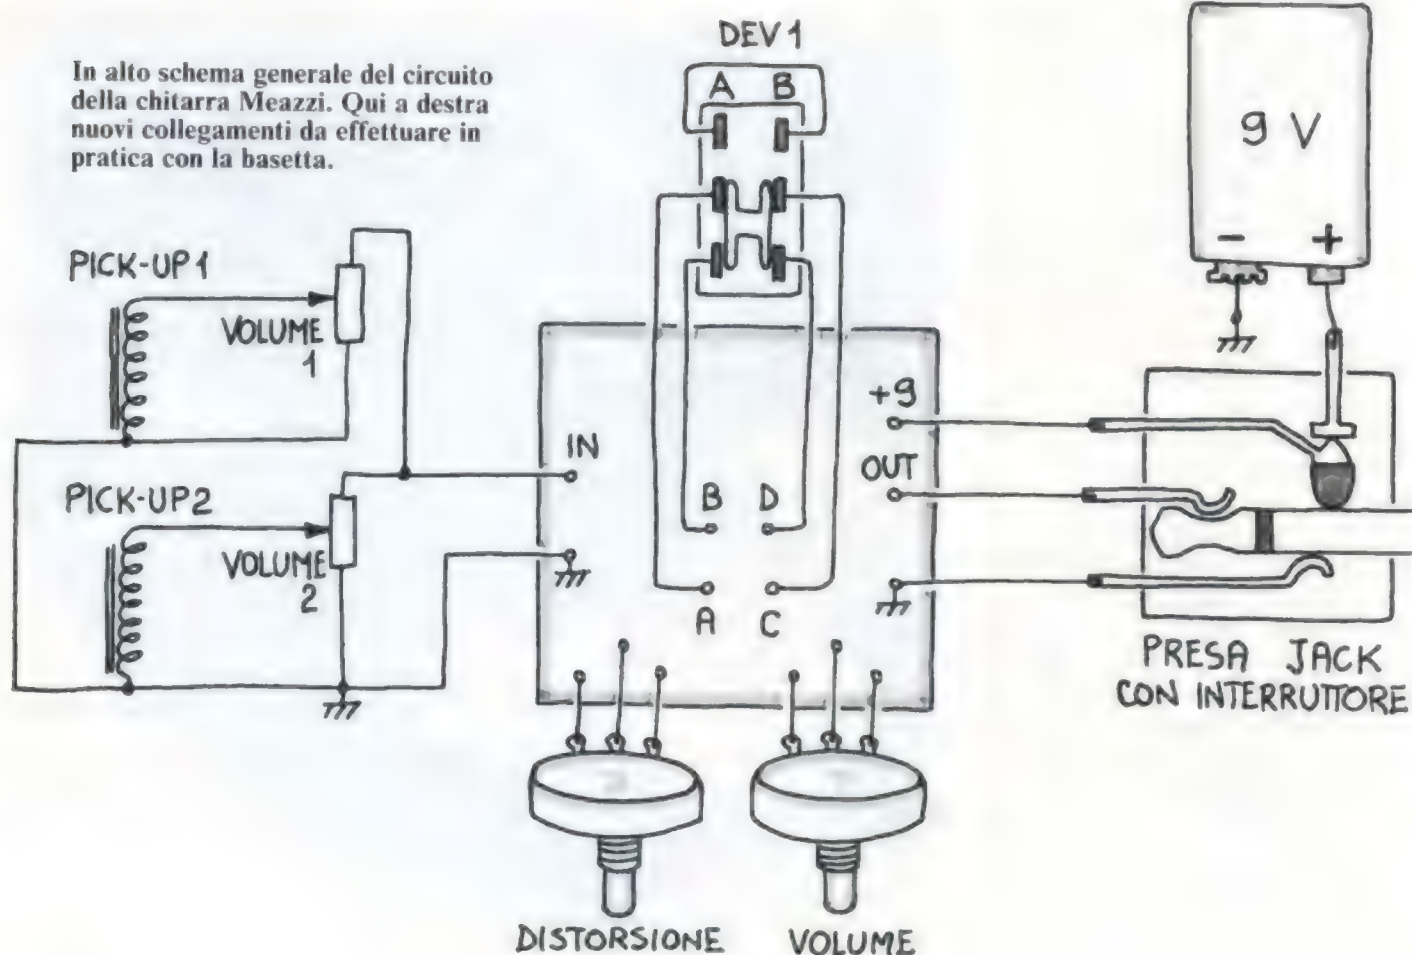 In alto schema generale del circuito
della chitarra Meazzi. Qui a destra
nuovi collegamenti da effettuare in
pratica con la basetta.
DEV 1
A B
9 V
- +
PICK-UP 1
VOLUME
1
PICK-UP2
VOLUME
2
IN
+9
OUT
B D
A C
PRESA JACK
CON INTERRUTTORE
DISTORSIONE
VOLUME